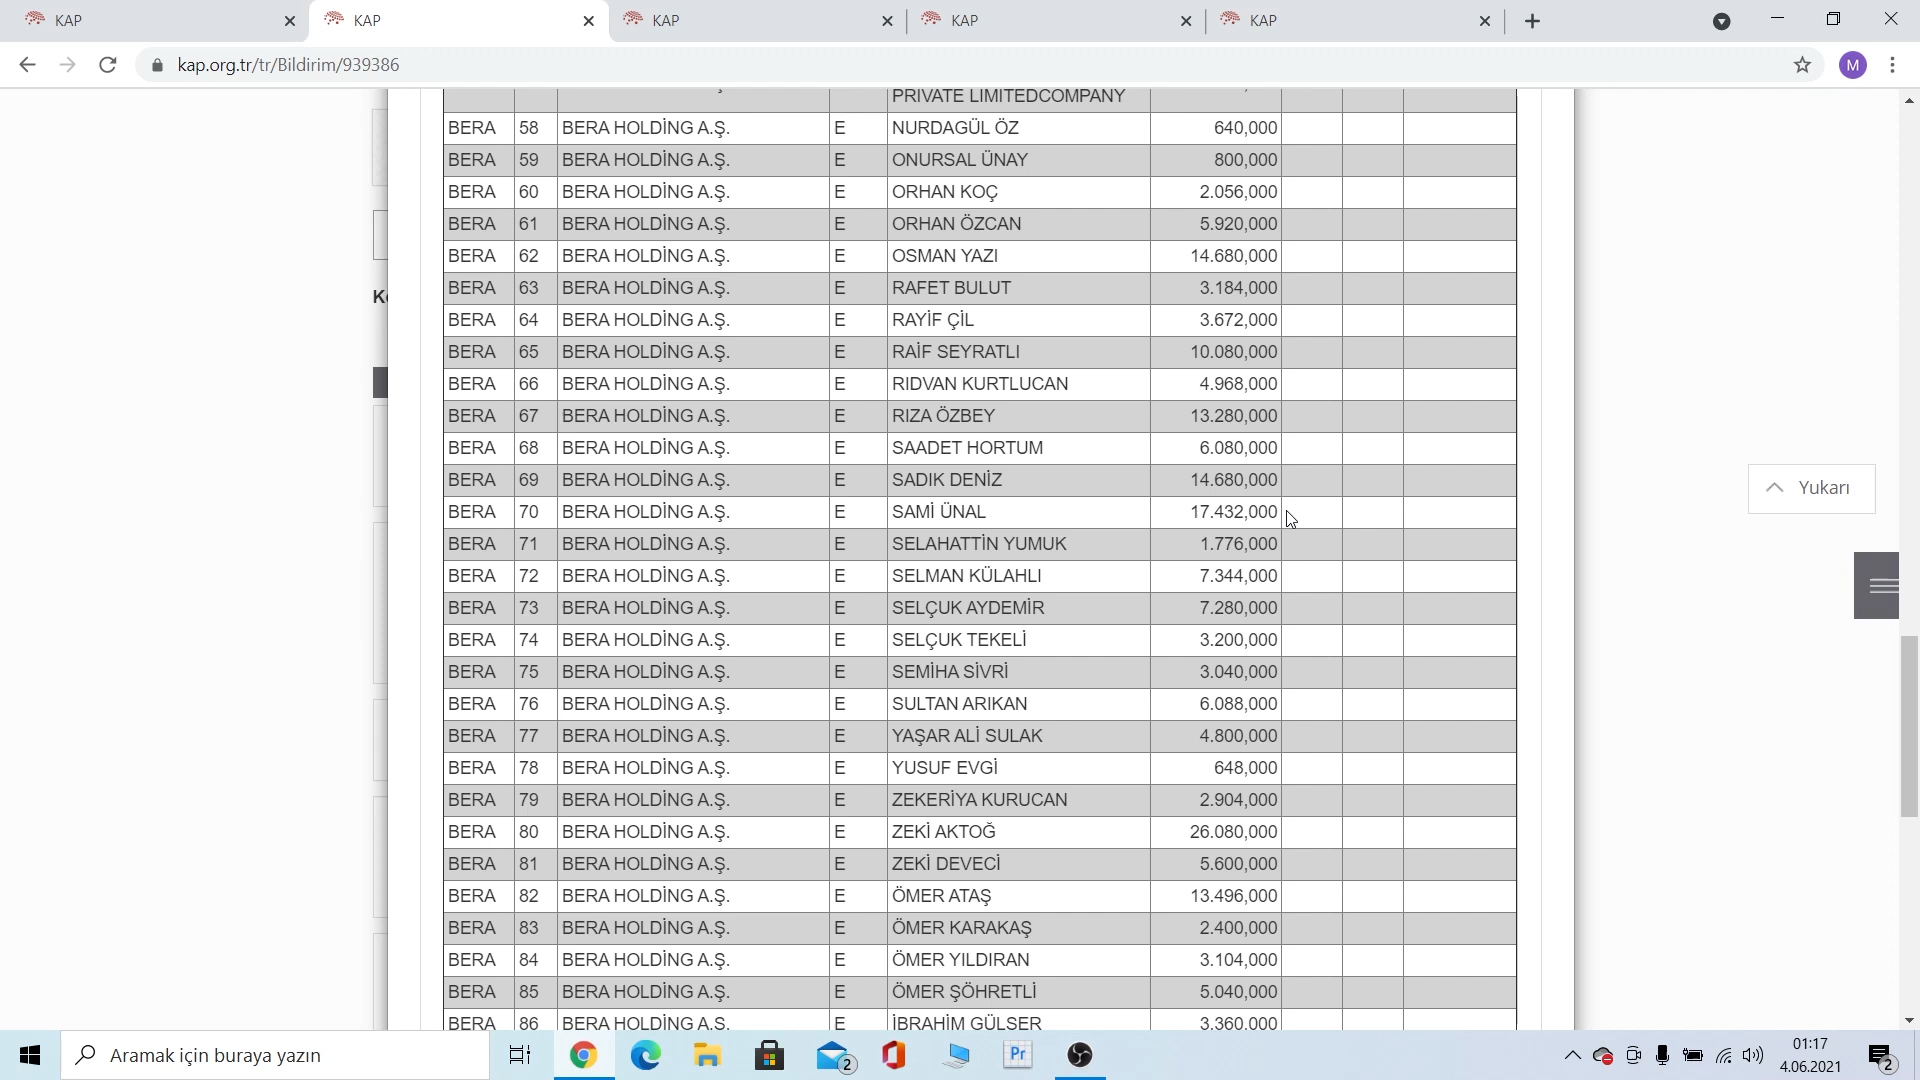 KAP
KAP
KAP
KAP
KAP
kap.org.tr/tr/Bildirim/939386
M
PRIVATE LIMITEDCOMPANY
BERA 58 BERA HOLDİNG A.Ş. E NURDAGÜL ÖZ 640,000
BERA 59 BERA HOLDİNG A.Ş. E ONURSAL ÜNAY 800,000
BERA 60 BERA HOLDİNG A.Ş. E ORHAN KOÇ 2.056,000
BERA 61 BERA HOLDİNG A.Ş. E ORHAN ÖZCAN 5.920,000
BERA 62 BERA HOLDİNG A.Ş. E OSMAN YAZI 14.680,000
BERA 63 BERA HOLDİNG A.Ş. E RAFET BULUT 3.184,000
BERA 64 BERA HOLDİNG A.Ş. E RAYİF ÇİL 3.672,000
BERA 65 BERA HOLDİNG A.Ş. E RAİF SEYRATLI 10.080,000
BERA 66 BERA HOLDİNG A.Ş. E RIDVAN KURTLUCAN 4.968,000
BERA 67 BERA HOLDİNG A.Ş. E RIZA ÖZBEY 13.280,000
BERA 68 BERA HOLDİNG A.Ş. E SAADET HORTUM 6.080,000
BERA 69 BERA HOLDİNG A.Ş. E SADIK DENİZ 14.680,000
Yukarı
BERA 70 BERA HOLDİNG A.Ş. E SAMİ ÜNAL 17.432,000
BERA 71 BERA HOLDİNG A.Ş. E SELAHATTİN YUMUK 1.776,000
BERA 72 BERA HOLDİNG A.Ş. E SELMAN KÜLAHLI 7.344,000
BERA 73 BERA HOLDİNG A.Ş. E SELÇUK AYDEMİR 7.280,000
BERA 74 BERA HOLDİNG A.Ş. E SELÇUK TEKELİ 3.200,000
BERA 75 BERA HOLDİNG A.Ş. E SEMİHA SİVRİ 3.040,000
BERA 76 BERA HOLDİNG A.Ş. E SULTAN ARIKAN 6.088,000
BERA 77 BERA HOLDİNG A.Ş. E YAŞAR ALİ SULAK 4.800,000
BERA 78 BERA HOLDİNG A.Ş. E YUSUF EVGİ 648,000
BERA 79 BERA HOLDİNG A.Ş. E ZEKERİYA KURUCAN 2.904,000
BERA 80 BERA HOLDİNG A.Ş. E ZEKİ AKTOĞ 26.080,000
BERA 81 BERA HOLDİNG A.Ş. E ZEKİ DEVECİ 5.600,000
BERA 82 BERA HOLDİNG A.Ş. E ÖMER ATAŞ 13.496,000
BERA 83 BERA HOLDİNG A.Ş. E ÖMER KARAKAŞ 2.400,000
BERA 84 BERA HOLDİNG A.Ş. E ÖMER YILDIRAN 3.104,000
BERA 85 BERA HOLDİNG A.Ş. E ÖMER ŞÖHRETLİ 5.040,000
BERA 86 BERA HOLDİNG A.Ş. E İBRAHİM GÜLSER 3.360,000
Aramak için buraya yazın
2
Pr
01:17
4.06.2021
2